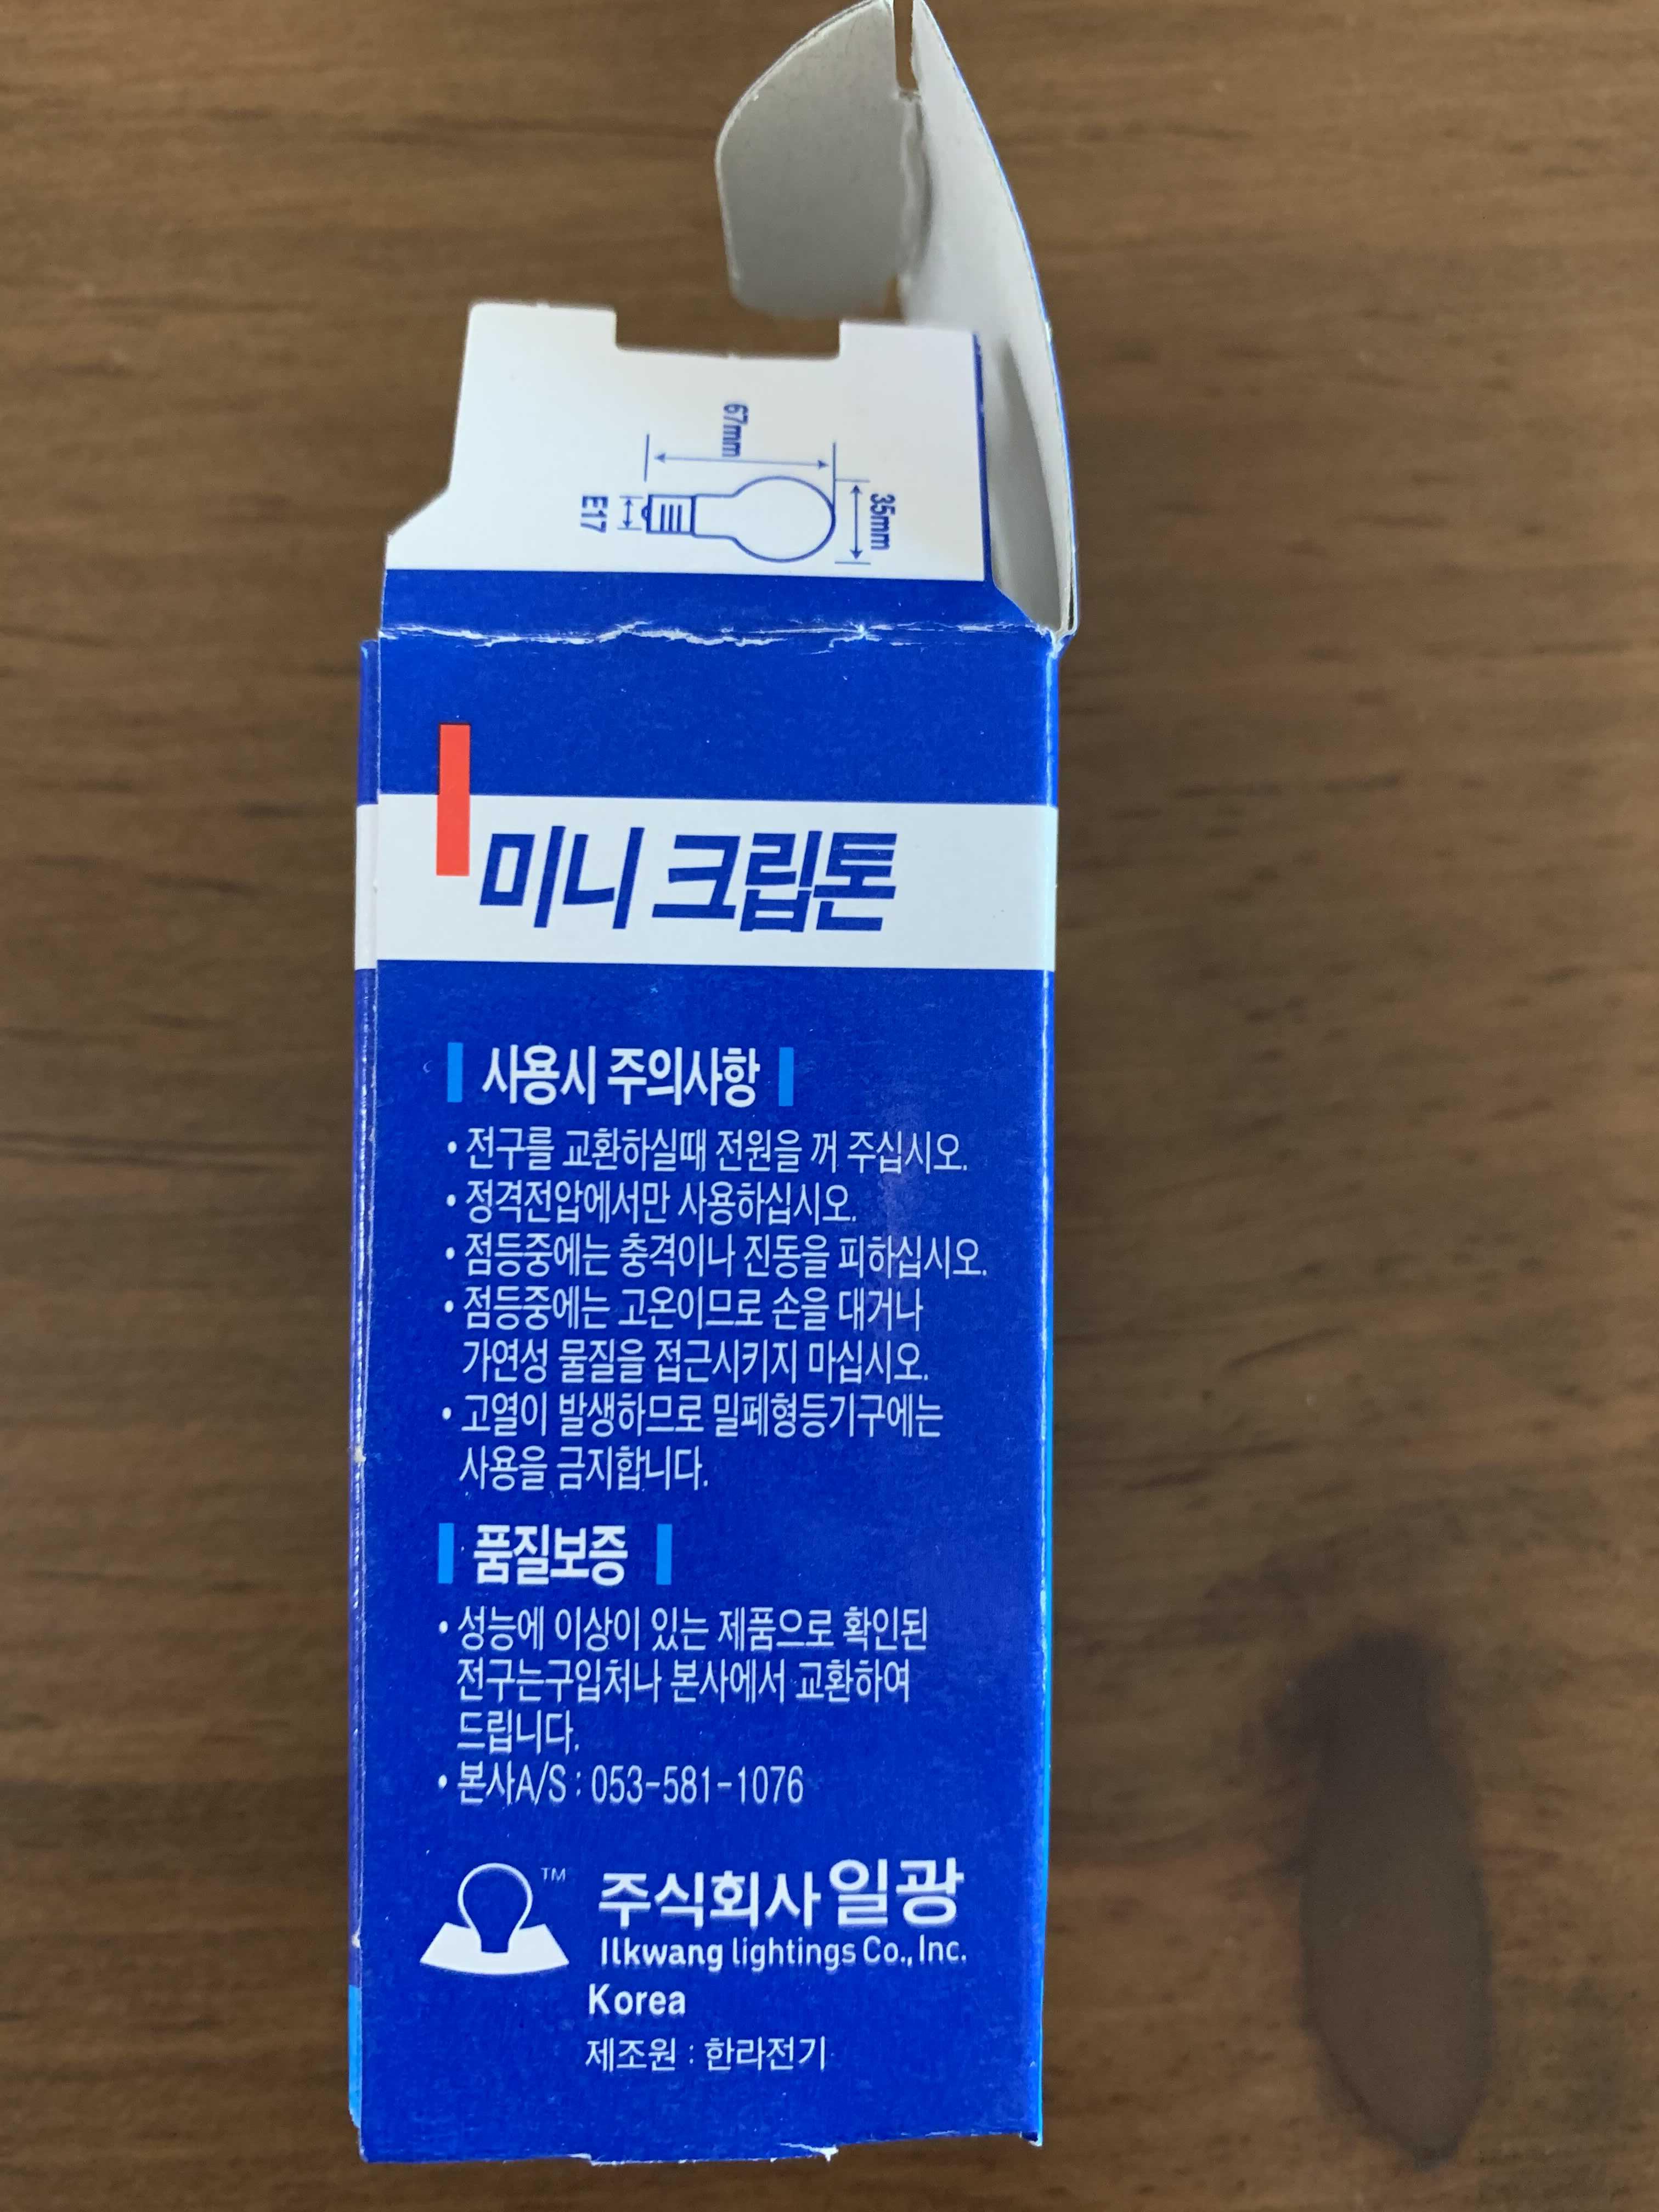 67mm
35mm
E17
미니 크립톤
사용시 주의사항
• 전구를 교환하실때 전원을 꺼 주십시오.
• 정격전압에서만 사용하십시오.
• 점등중에는 충격이나 진동을 피하십시오.
• 점등중에는 고온이므로 손을 대거나
가연성 물질을 접근시키지 마십시오.
• 고열이 발생하므로 밀폐형등기구에는
사용을 금지합니다.
품질보증
• 성능에 이상이 있는 제품으로 확인된
전구는구입처나 본사에서 교환하여
드립니다.
• 본사A/S : 053-581-1076
TM 주식회사 일광
Ilkwang lightings Co., Inc.
Korea
제조원 : 한라전기